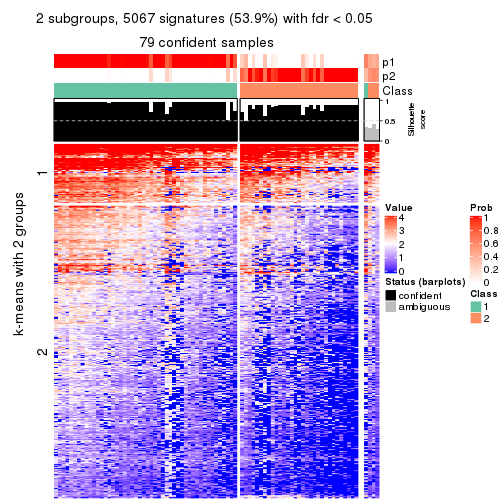 2 subgroups, 5067 signatures (53.9%) with fdr < 0.05
79 confident samples
p1
p2
Class
1
0.5
0
Silhouette
score
k-means with 2 groups
1
2
Value
4
3
2
1
0
Status (barplots)
confident
ambiguous
Prob
1
0.8
0.6
0.4
0.2
0
Class
1
2